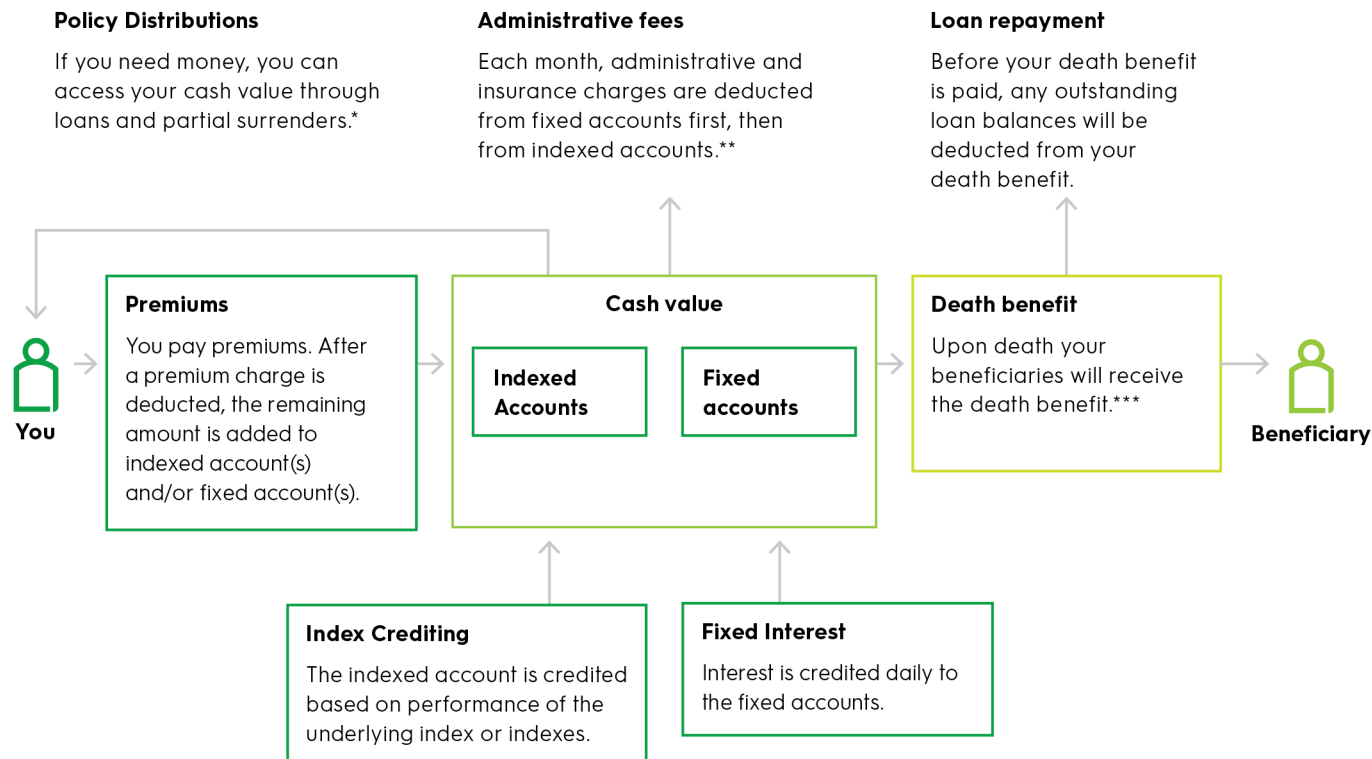 Policy Distributions
If you need money, you can
access your cash value through
loans and partial surrenders.*
Administrative fees
Each month, administrative and
insurance charges are deducted
from fixed accounts first, then
from indexed accounts.**
Loan repayment
Before your death benefit
is paid, any outstanding
loan balances will be
deducted from your
death benefit.
You
Premiums
You pay premiums. After
a premium charge is
deducted, the remaining
amount is added to
indexed account(s)
and/or fixed account(s).
Cash value
Indexed
Accounts
Fixed
accounts
Death benefit
Upon death your
beneficiaries will receive
the death benefit.***
Beneficiary
Index Crediting
The indexed account is credited
based on performance of the
underlying index or indexes.
Fixed Interest
Interest is credited daily to
the fixed accounts.